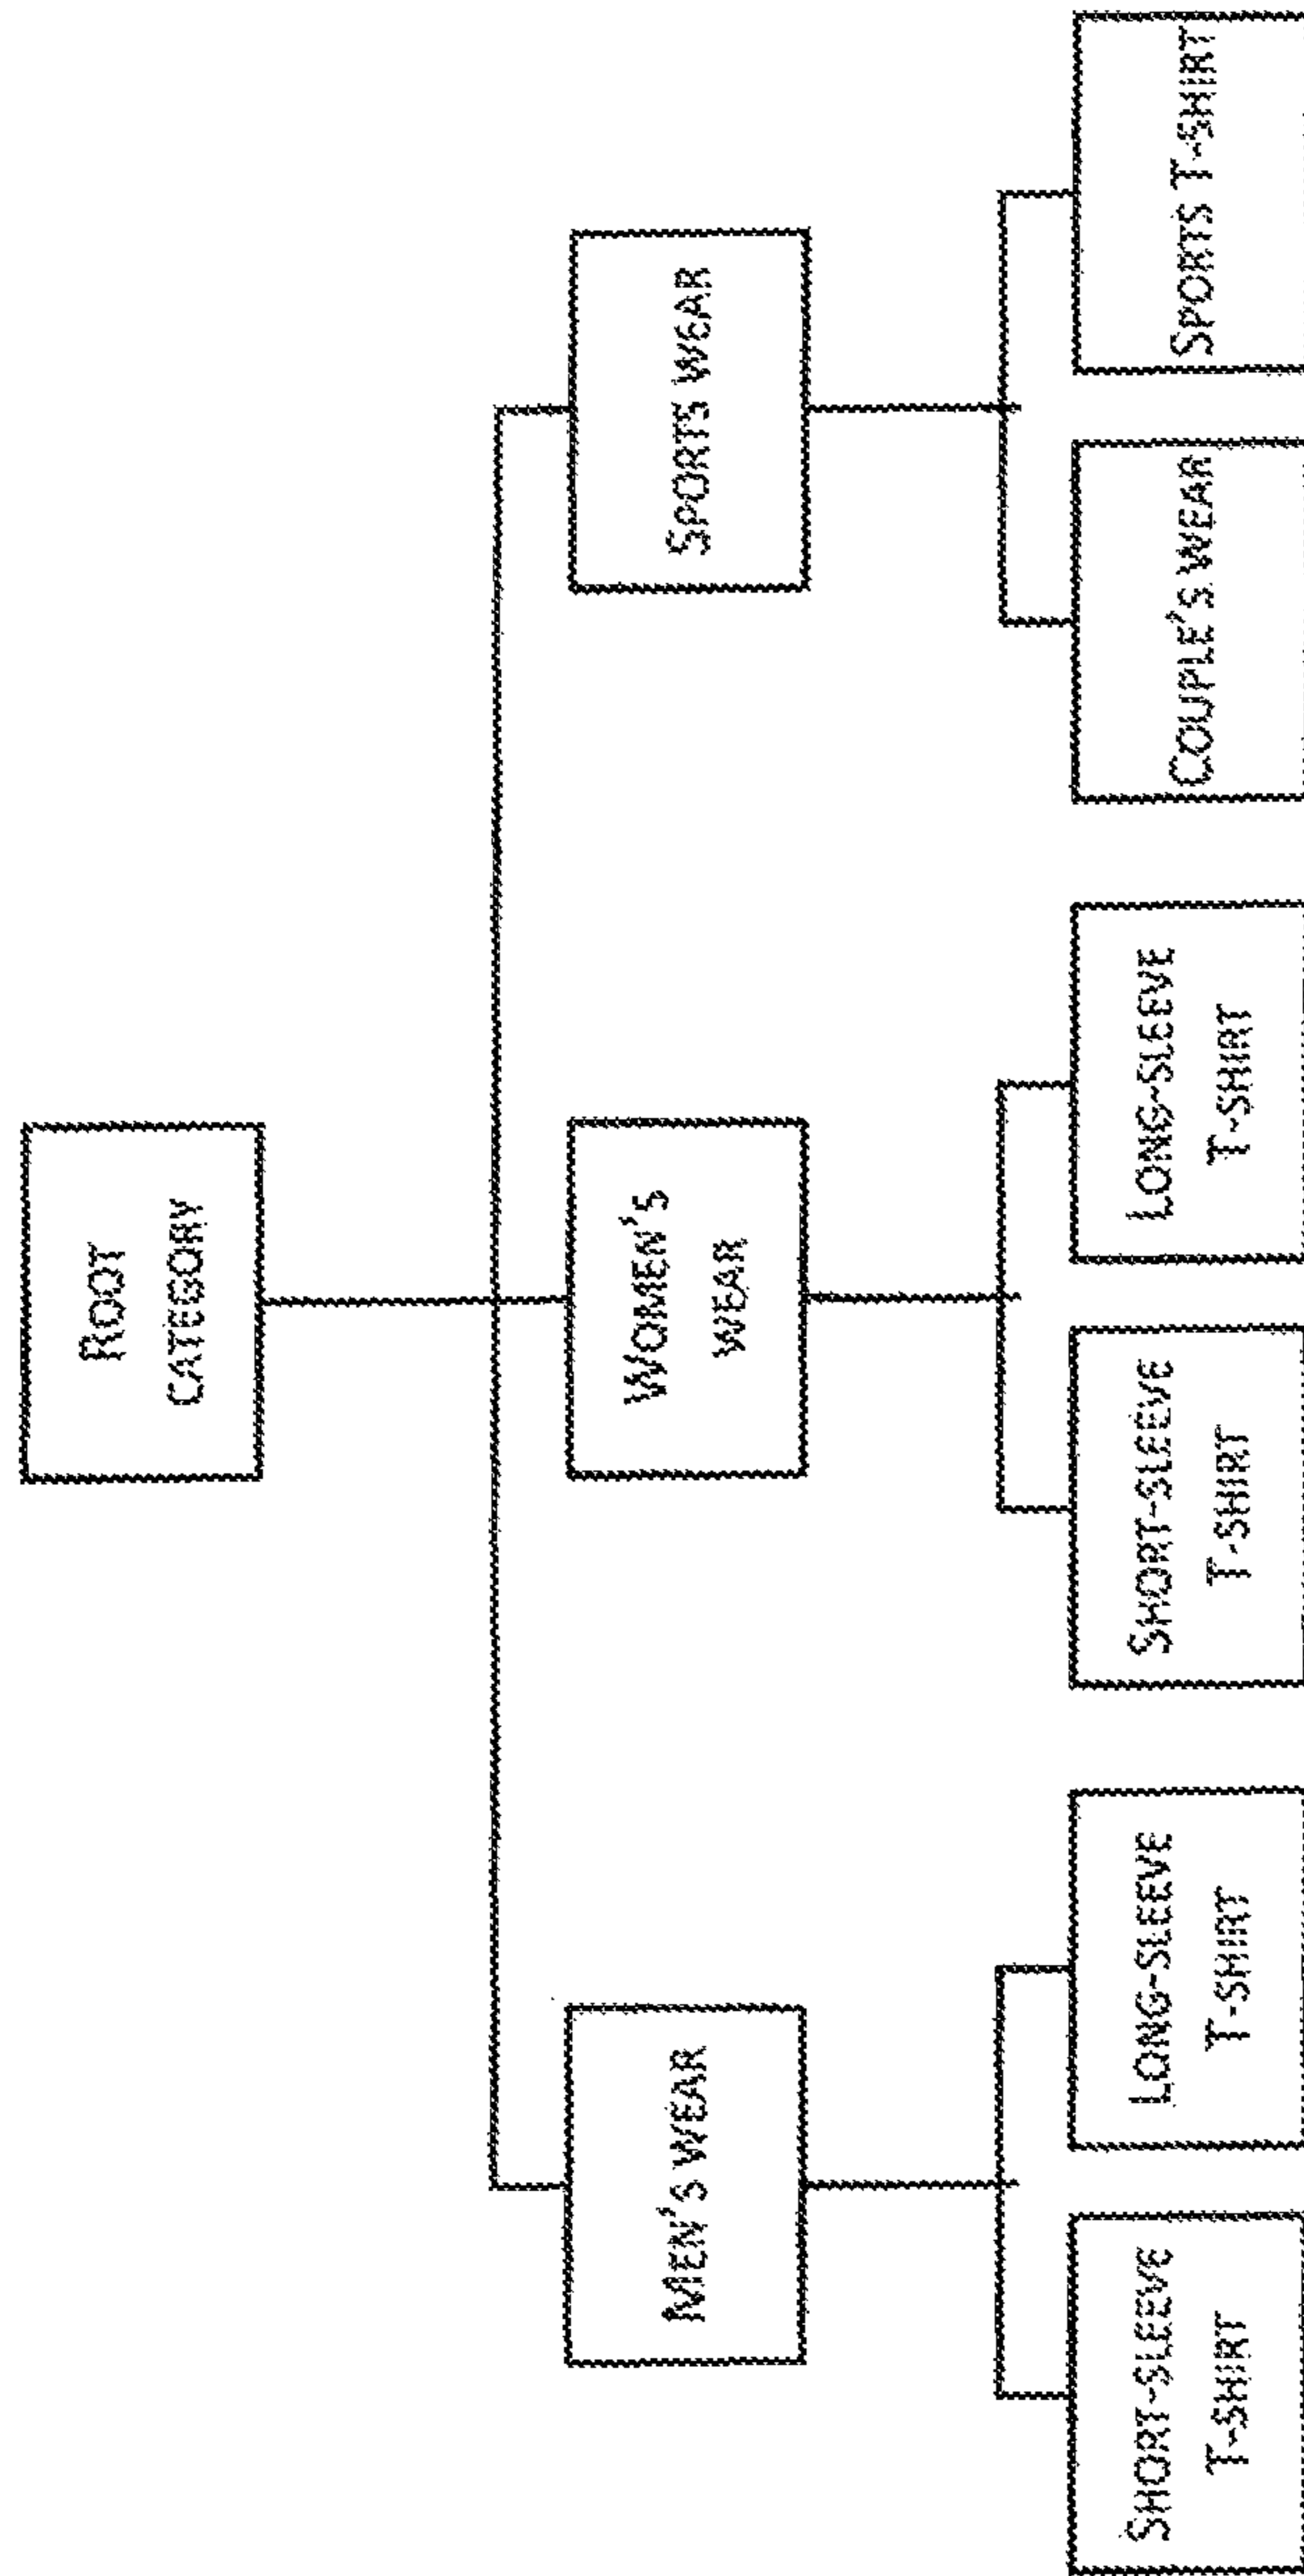 ROOT
CATEGORY
MEN'S WEAR
WOMEN'S
WEAR
SPORTS WEAR
SHORT-SLEEVE
T-SHIRT
LONG-SLEEVE
T-SHIRT
SHORT-SLEEVE
T-SHIRT
LONG-SLEEVE
T-SHIRT
COUPLE'S WEAR
SPORTS T-SHIRT